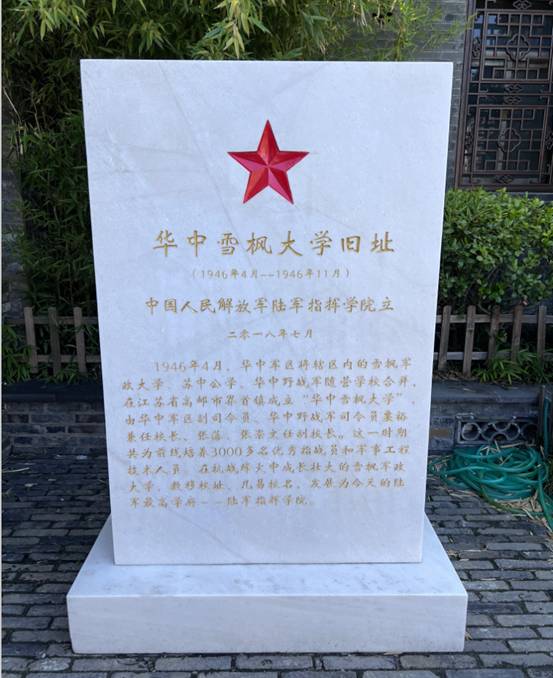 华中雪枫大学旧址
（1946年4月--1946年11月）
中国人民解放军陆军指挥学院立
二零一八年七月
1946年4月，华中军区将辖区内的雪枫军
政大学、苏中公学、华中野战军随营学校合并，
在江苏省高邮市界首镇成立“华中雪枫大学”，
由华中军区副司令员、华中野战军司令员粟裕
兼任校长、张藩、张崇文任副校长。这一时期
共为前线培养3000多名优秀指战员和军事工程
技术人员。在抗战烽火中成长壮大的雪枫军政
大学，数移校址、几易校名，发展为今天的陆
军最高学府--陆军指挥学院。